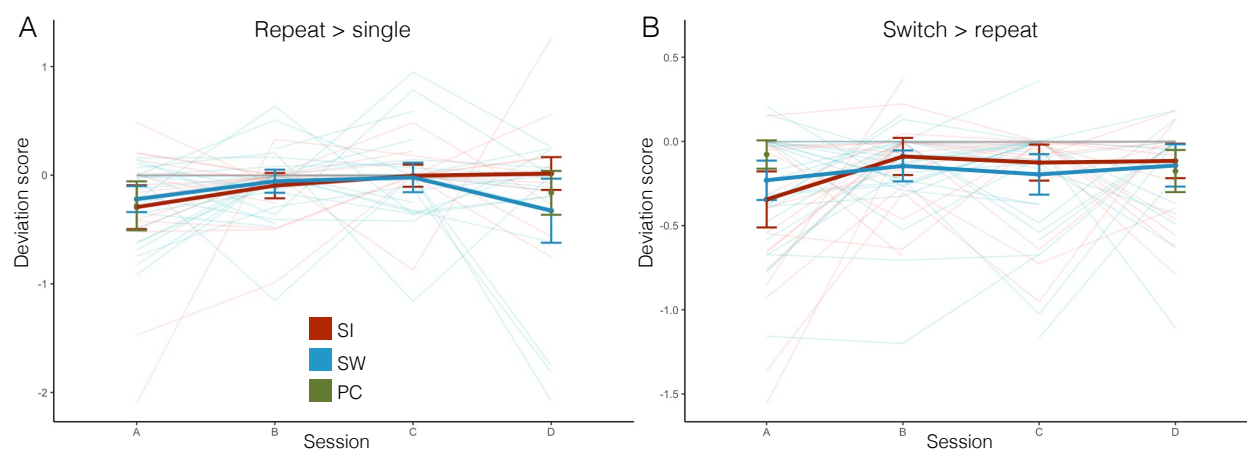 A
Repeat > single
Deviation score
1
0
-1
-2
SI
SW
PC
A
B
C
D
Session
B
Switch > repeat
Deviation score
0.5
0.0
-0.5
-1.0
-1.5
A
B
C
D
Session